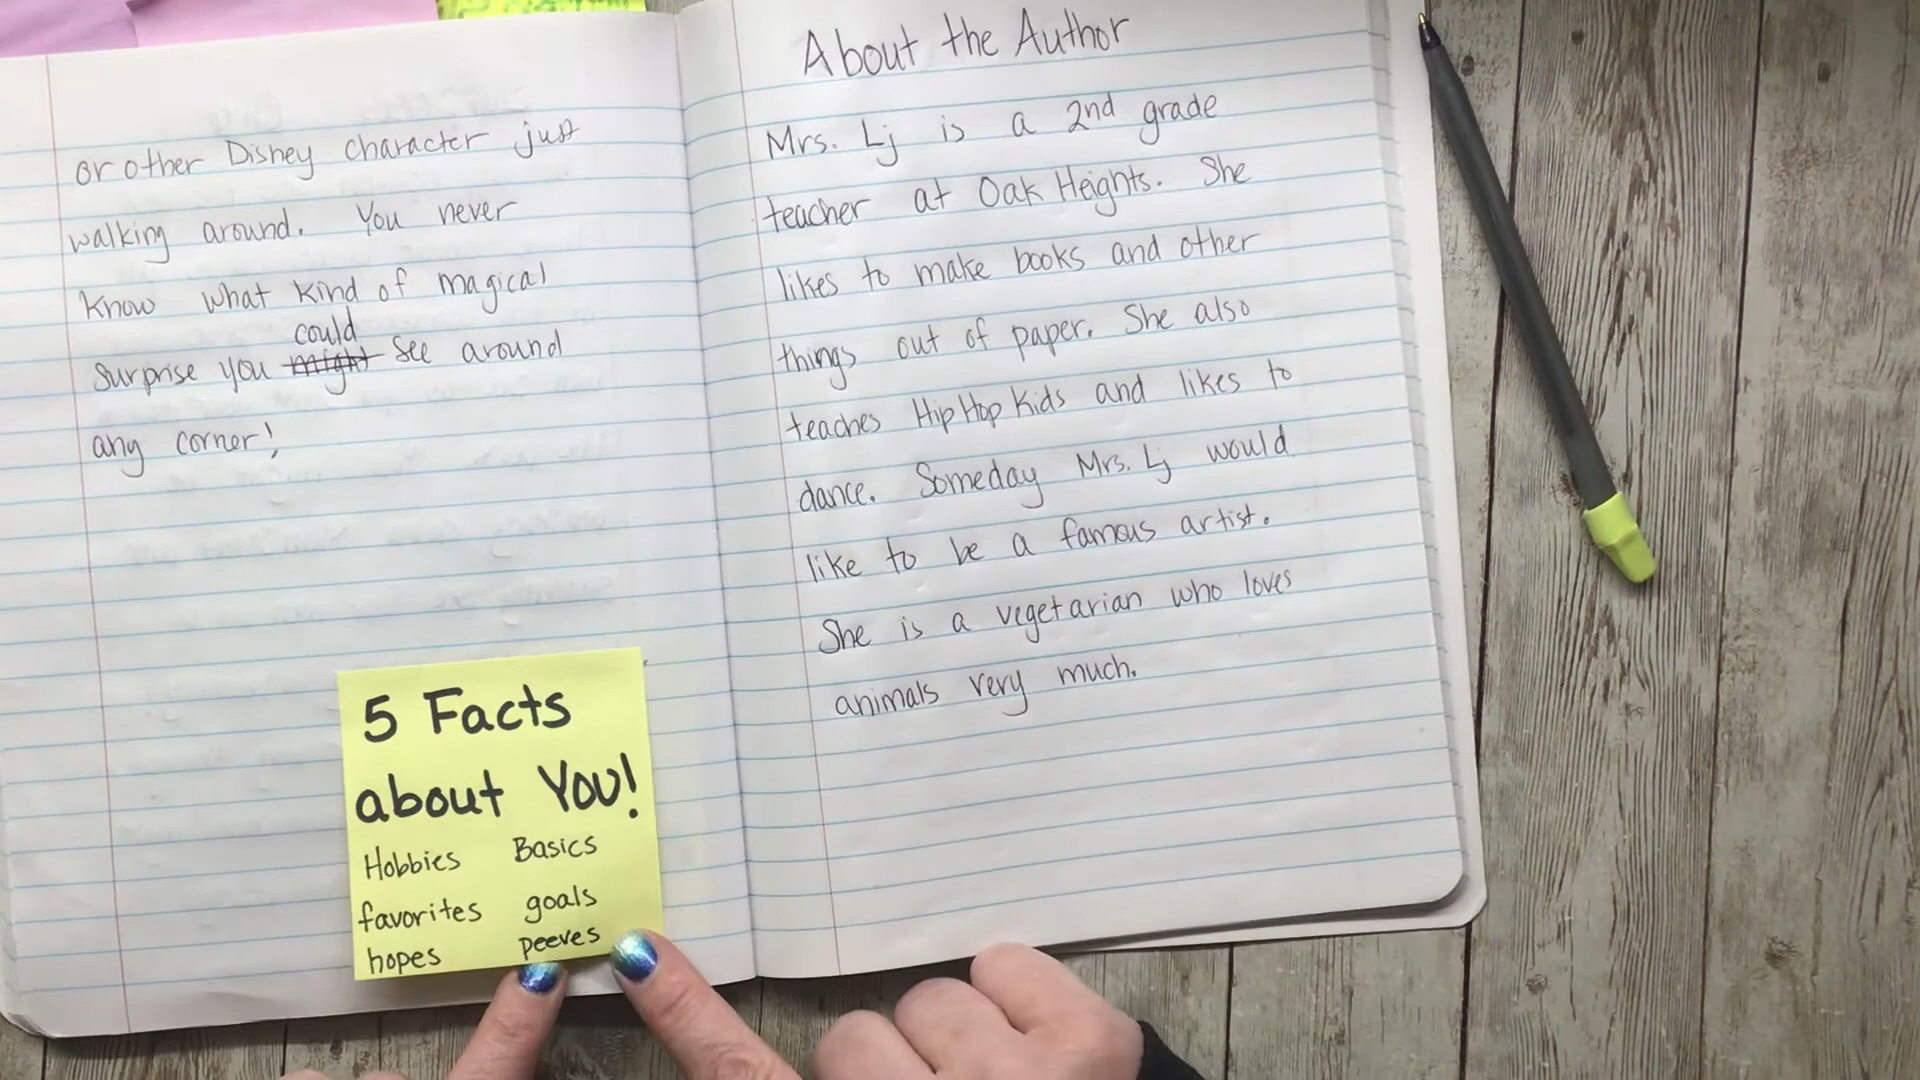 or other Disney character just
walking around. You never
know what kind of magical
could
surprise you might see around
any corner!
5 Facts
about You!
Hobbies Basics
favorites goals
hopes peeves
About the Author
Mrs. Lj is a 2nd grade
teacher at Oak Heights. She
likes to make books and other
things out of paper. She also
teaches Hip Hop Kids and likes to
dance. Someday Mrs. Lj would
like to be a famous artist.
She is a vegetarian who loves
animals very much.